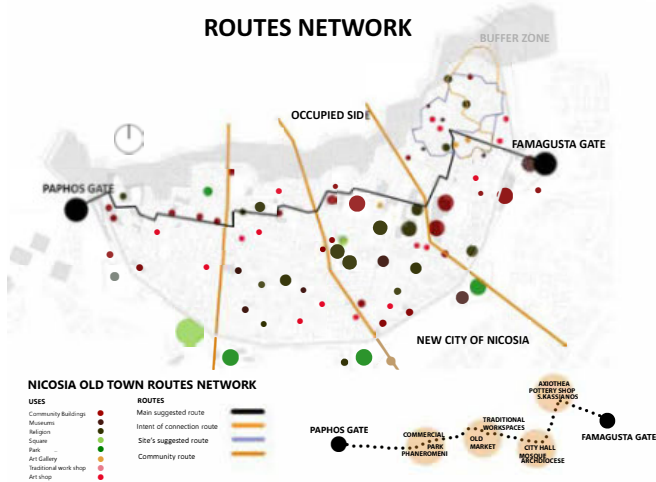 ROUTES NETWORK
BUFFER ZONE
OCCUPIED SIDE
FAMAGUSTA GATE
PAPHOS GATE
NEW CITY OF NICOSIA
NICOSIA OLD TOWN ROUTES NETWORK
USES
Community Buildings
Museums
Religion
Square
Park
Art Gallery
Traditional work shop
Art shop
ROUTES
Main suggested route
Intent of connection route
Site's suggested route
Community route
PAPHOS GATE
COMMERCIAL
PARK
PHANEROMENI
TRADITIONAL
WORKSPACES
OLD
MARKET
CITY HALL
MOSQUE
ARCHDIOCESE
AXIOTHEA
POTTERY SHOP
S.KASSIANOS
FAMAGUSTA GATE